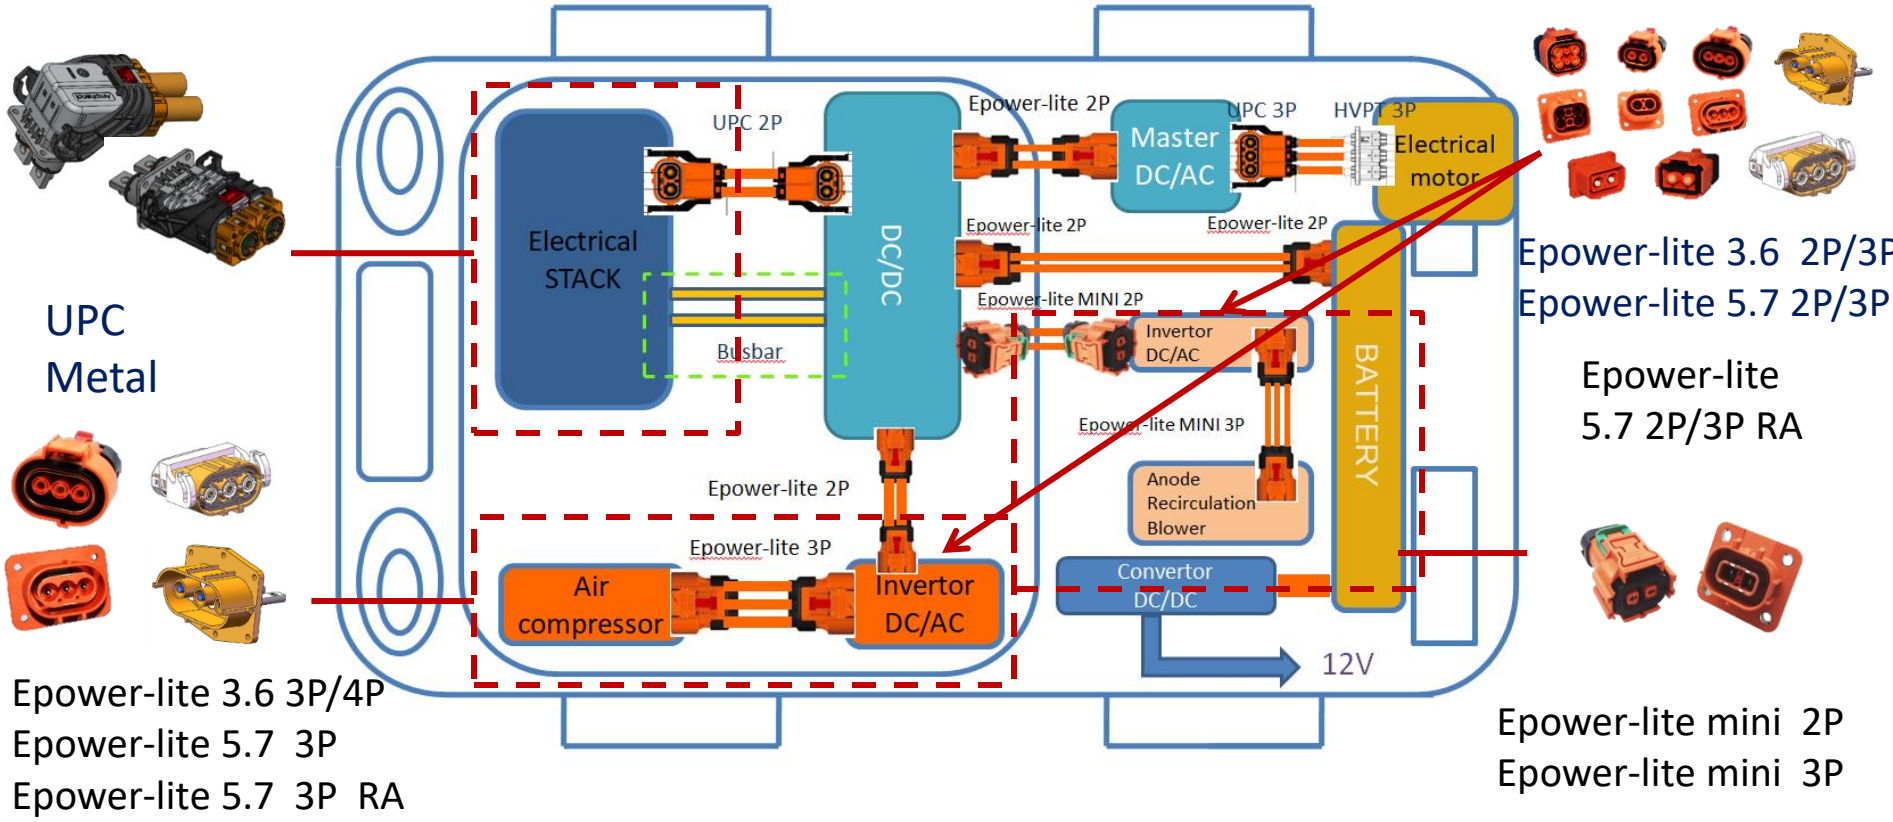 Epower-lite 2P
UPC 2P
UPC 3P
HVPT 3P
Master
DC/AC
Electrical
motor
Electrical
STACK
DC/DC
Epower-lite 2P
Epower-lite 2P
Epower-lite MINI 2P
Busbar
Invertor
DC/AC
BATTERY
Epower-lite MINI 3P
Anode
Recirculation
Blower
Epower-lite 2P
Epower-lite 3P
Air
compressor
Invertor
DC/AC
Convertor
DC/DC
12V
UPC
Metal
Epower-lite 3.6 2P/3P
Epower-lite 5.7 2P/3P
Epower-lite
5.7 2P/3P RA
Epower-lite 3.6 3P/4P
Epower-lite 5.7 3P
Epower-lite 5.7 3P RA
Epower-lite mini 2P
Epower-lite mini 3P
Amphenol